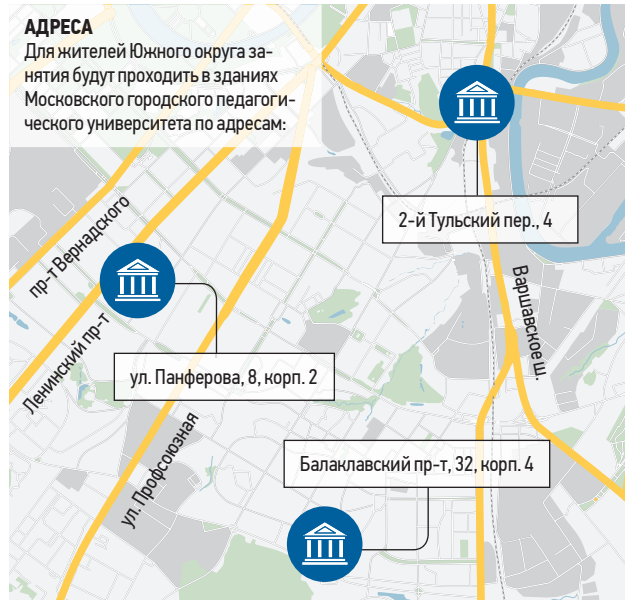 АДРЕСА
Для жителей Южного округа за-
нятия будут проходить в зданиях
Московского городского педагоги-
ческого университета по адресам:
2-й Тульский пер., 4
пр-т Вернадского
Ленинский пр-т
Варшавское ш.
ул. Панферова, 8, корп. 2
ул. Профсоюзная
Балаклавский пр-т, 32, корп. 4